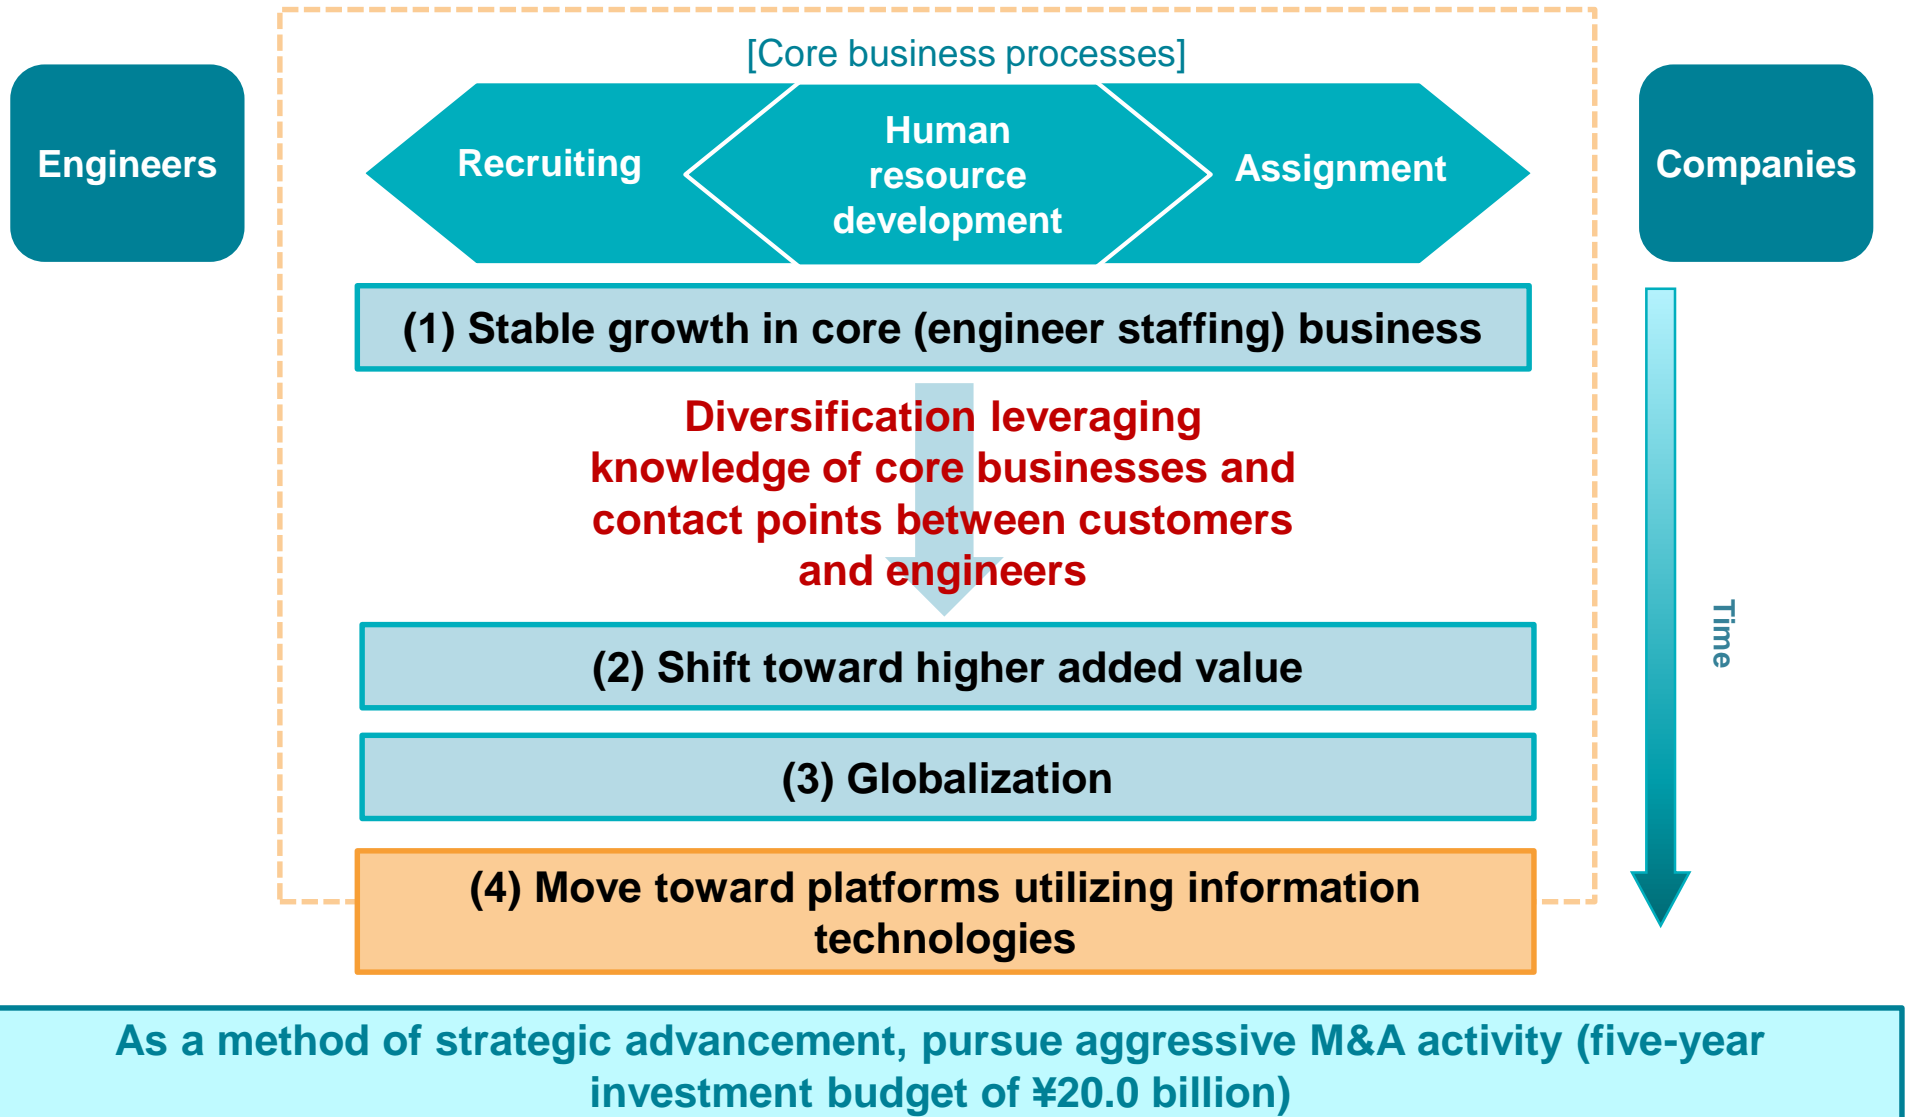 [Core business processes]
Engineers
Recruiting
Human
resource
development
Assignment
Companies
(1) Stable growth in core (engineer staffing) business
Diversification leveraging
knowledge of core businesses and
contact points between customers
and engineers
Time
(2) Shift toward higher added value
(3) Globalization
(4) Move toward platforms utilizing information
technologies
As a method of strategic advancement, pursue aggressive M&A activity (five-year
investment budget of ¥20.0 billion)